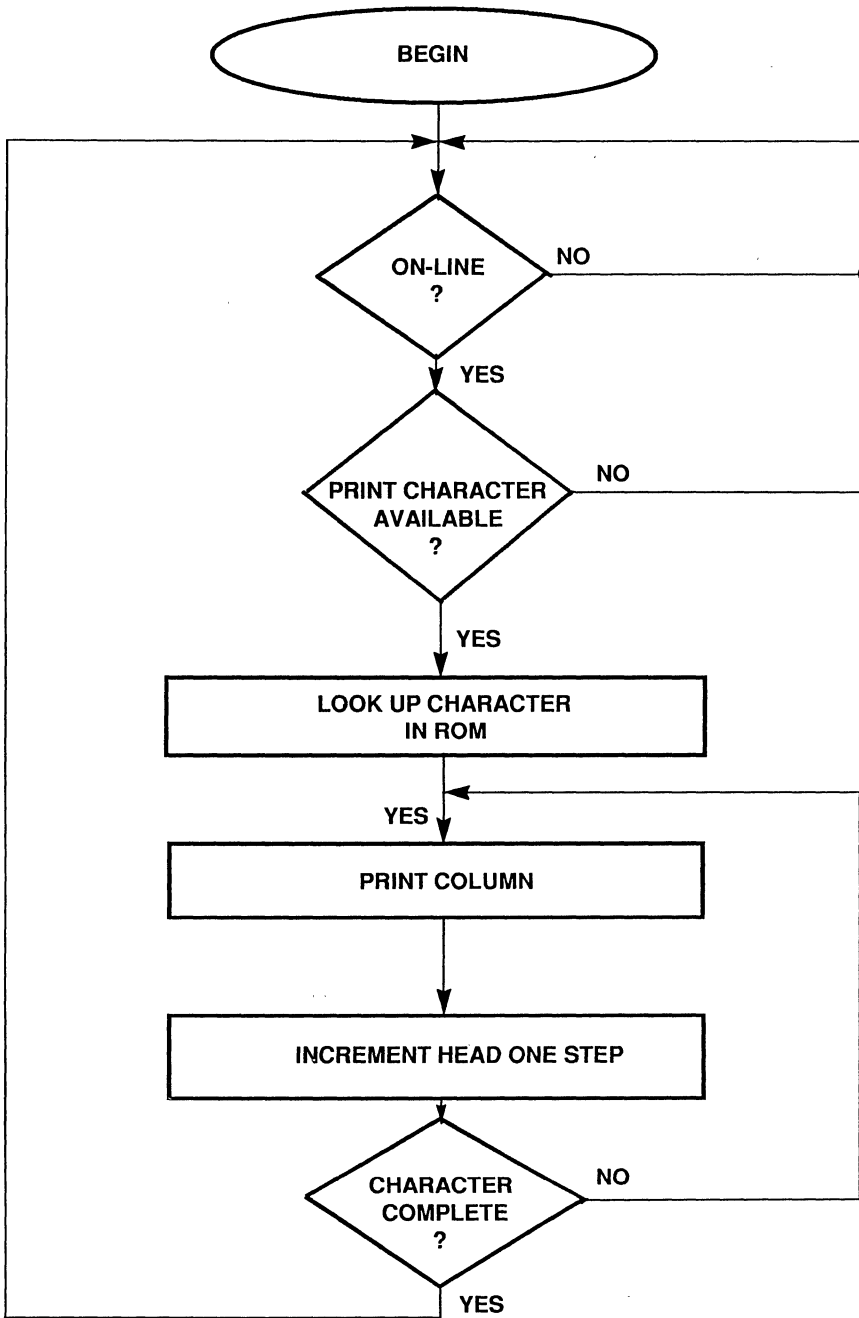 BEGIN
ON-LINE
?
NO
YES
PRINT CHARACTER
AVAILABLE
?
NO
YES
LOOK UP CHARACTER
IN ROM
YES
PRINT COLUMN
INCREMENT HEAD ONE STEP
CHARACTER
COMPLETE
?
NO
YES